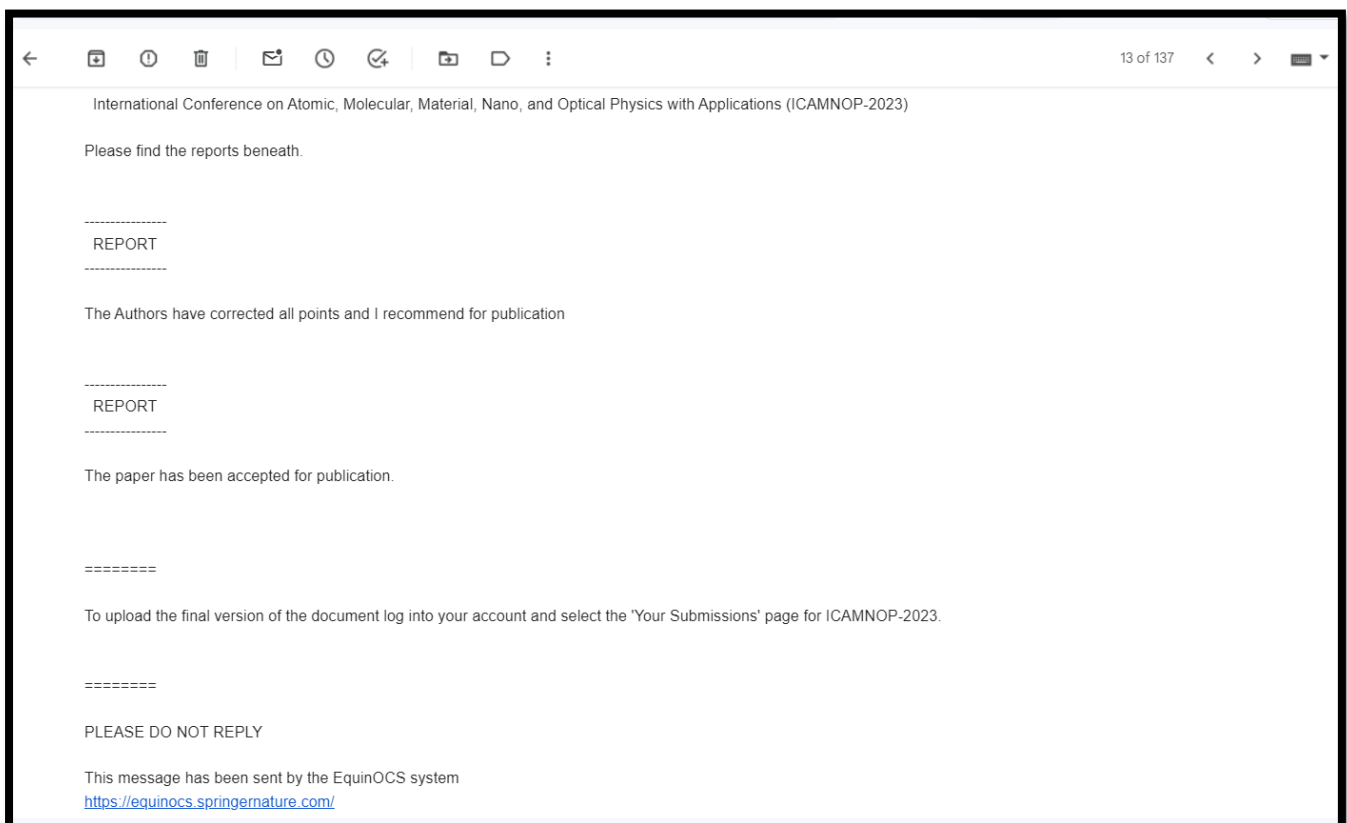 13 of 137
International Conference on Atomic, Molecular, Material, Nano, and Optical Physics with Applications (ICAMNOP-2023)
Please find the reports beneath.
----------------
REPORT
----------------
The Authors have corrected all points and I recommend for publication
----------------
REPORT
----------------
The paper has been accepted for publication.
========
To upload the final version of the document log into your account and select the 'Your Submissions' page for ICAMNOP-2023.
========
PLEASE DO NOT REPLY
This message has been sent by the EquinOCS system
https://equinocs.springernature.com/